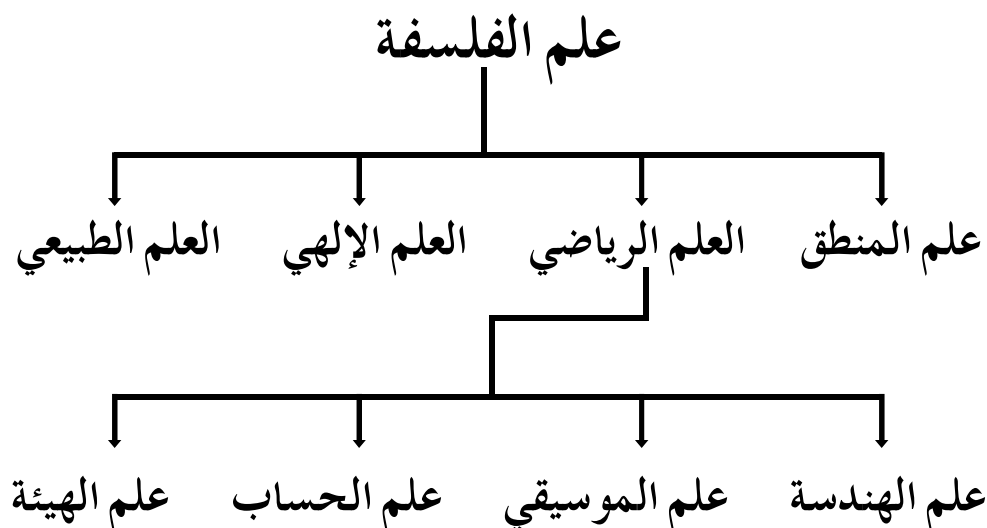 علم الفلسفة
علم المنطق
العلم الرياضي
العلم الإلهي
العلم الطبيعي
علم الهندسة
علم الموسيقي
علم الحساب
علم الهيئة